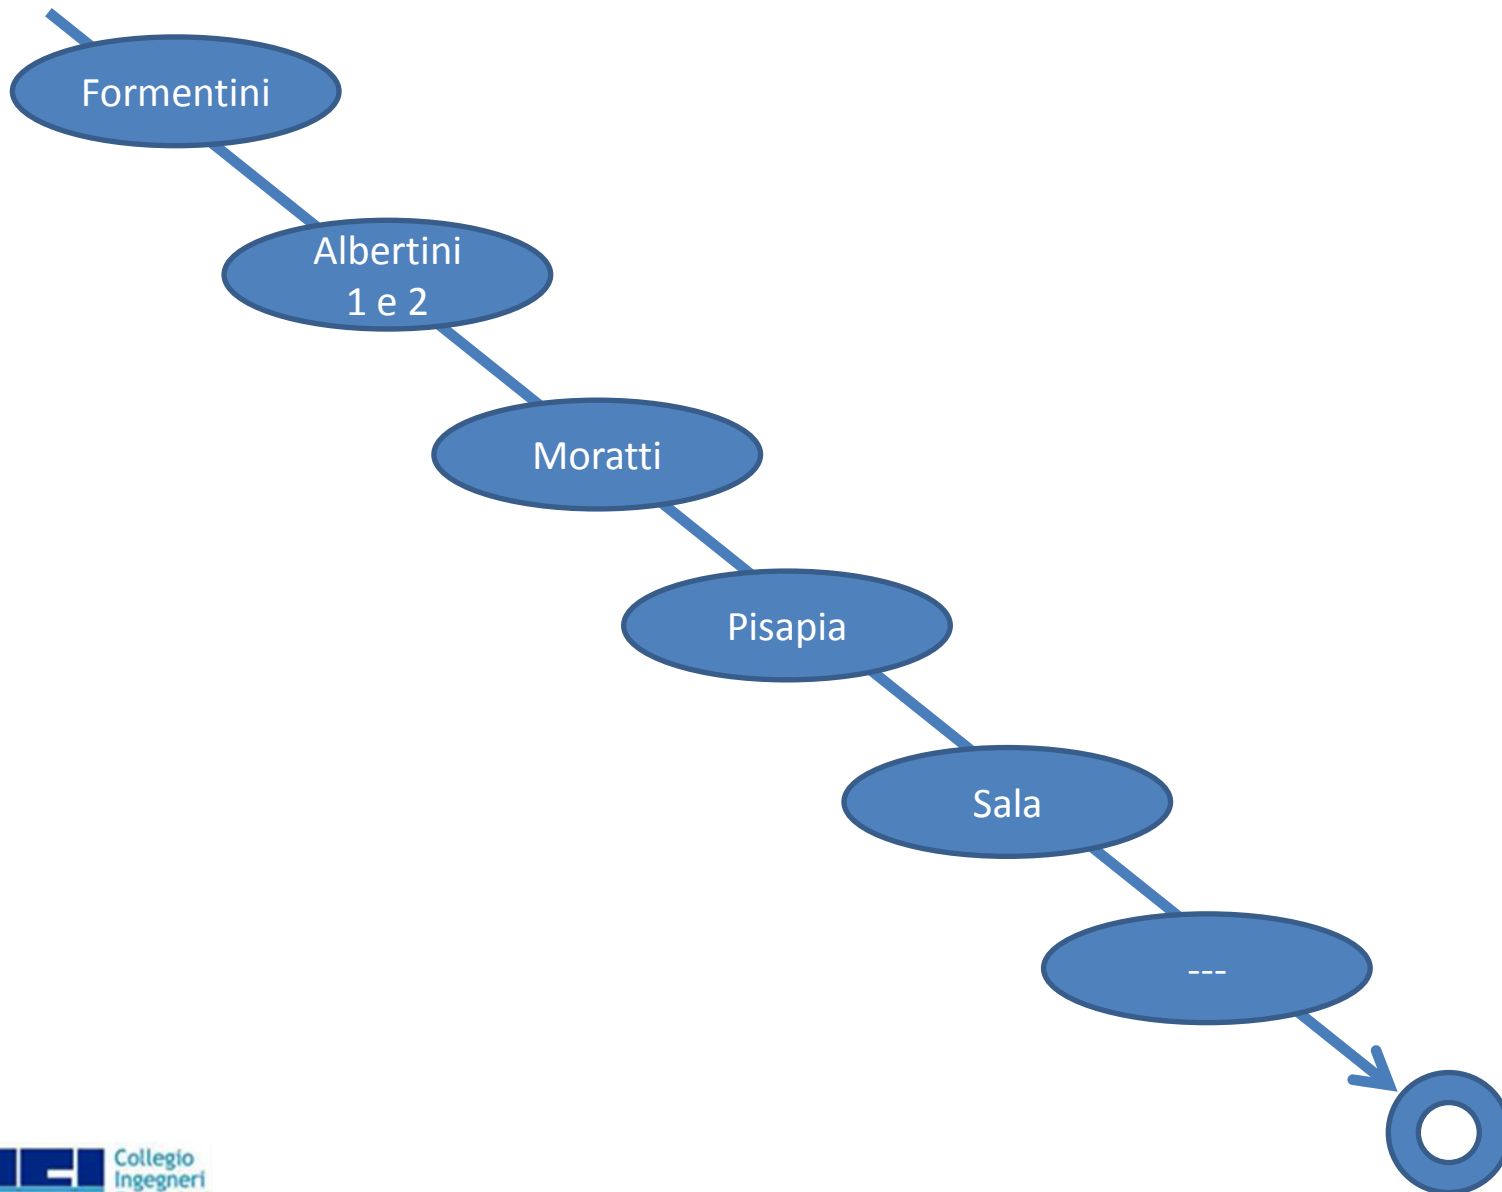 Formentini
Albertini
1 e 2
Moratti
Pisapia
Sala
---
Collegio
Ingegneri